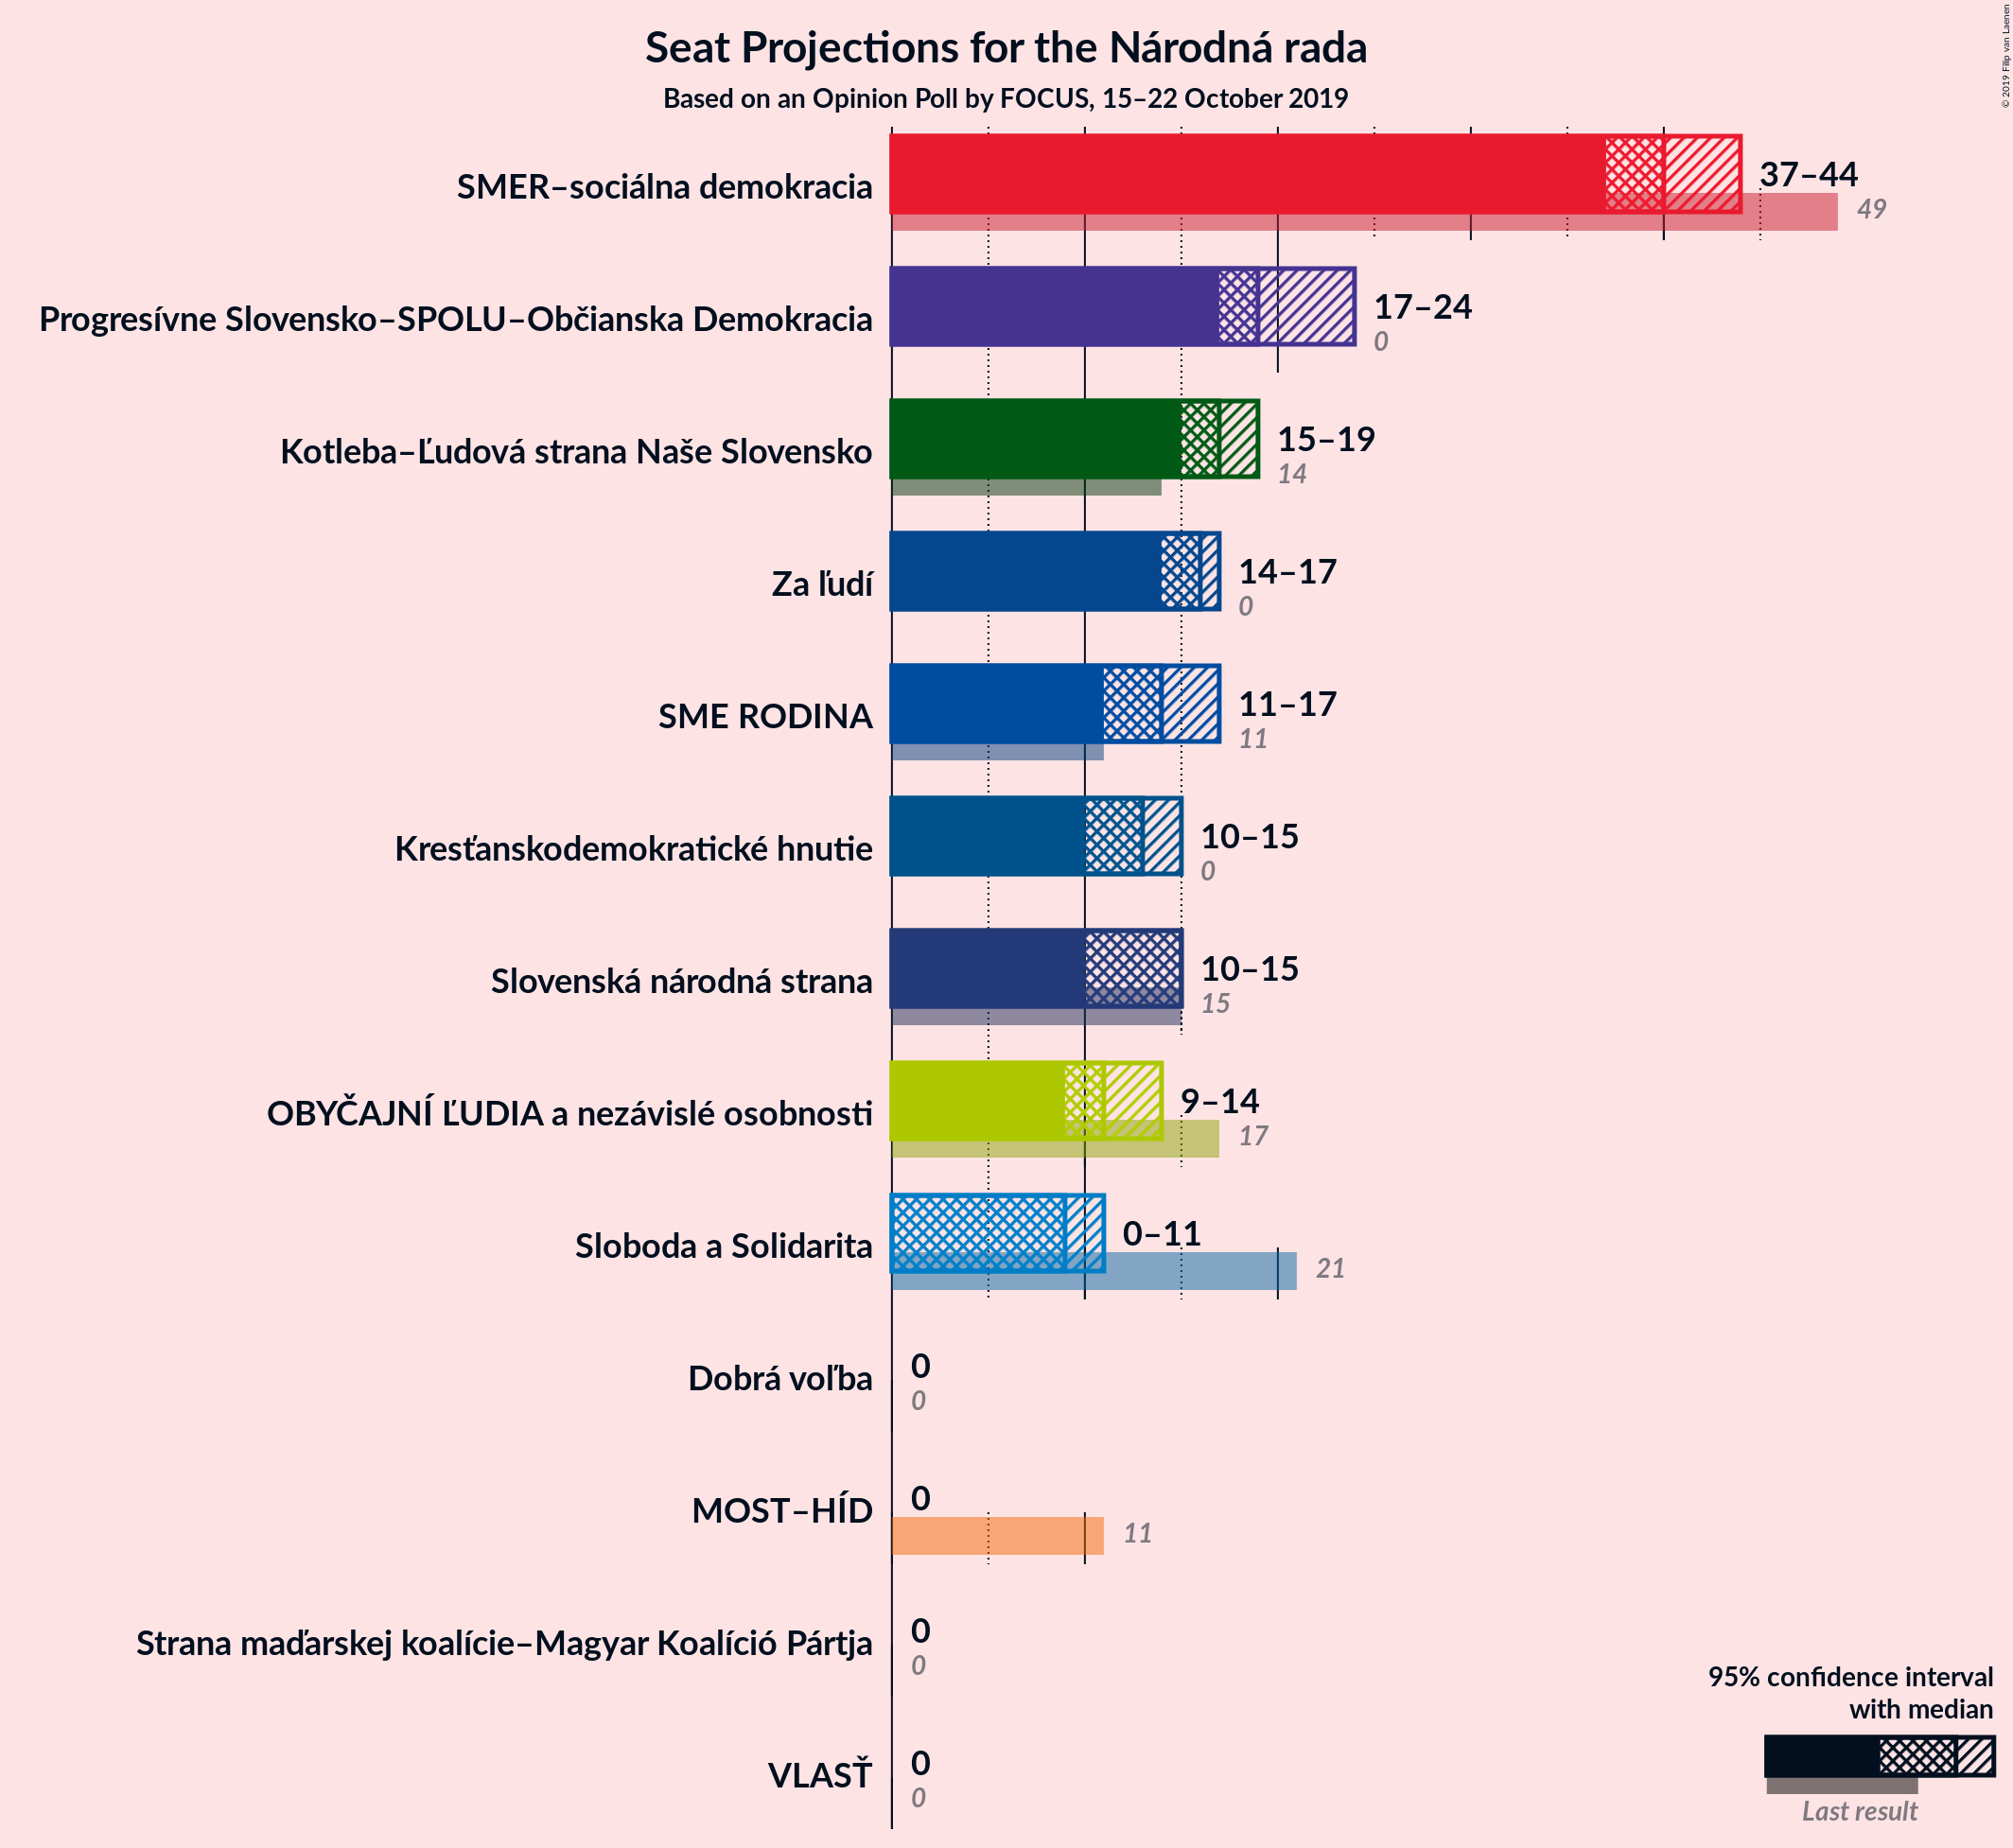 Seat Projections for the Národná rada
Based on an Opinion Poll by FOCUS, 15–22 October 2019
© 2019 Filip van Laenen
SMER–sociálna demokracia
37–44
49
Progresívne Slovensko–SPOLU–Občianska Demokracia
17–24
0
Kotleba–Ľudová strana Naše Slovensko
15–19
14
Za ľudí
14–17
0
SME RODINA
11–17
11
Kresťanskodemokratické hnutie
10–15
0
Slovenská národná strana
10–15
15
OBYČAJNÍ ĽUDIA a nezávislé osobnosti
9–14
17
Sloboda a Solidarita
0–11
21
Dobrá voľba
0
0
MOST–HÍD
0
11
Strana maďarskej koalície–Magyar Koalíció Pártja
0
0
VLASŤ
0
0
95% confidence interval
with median
Last result